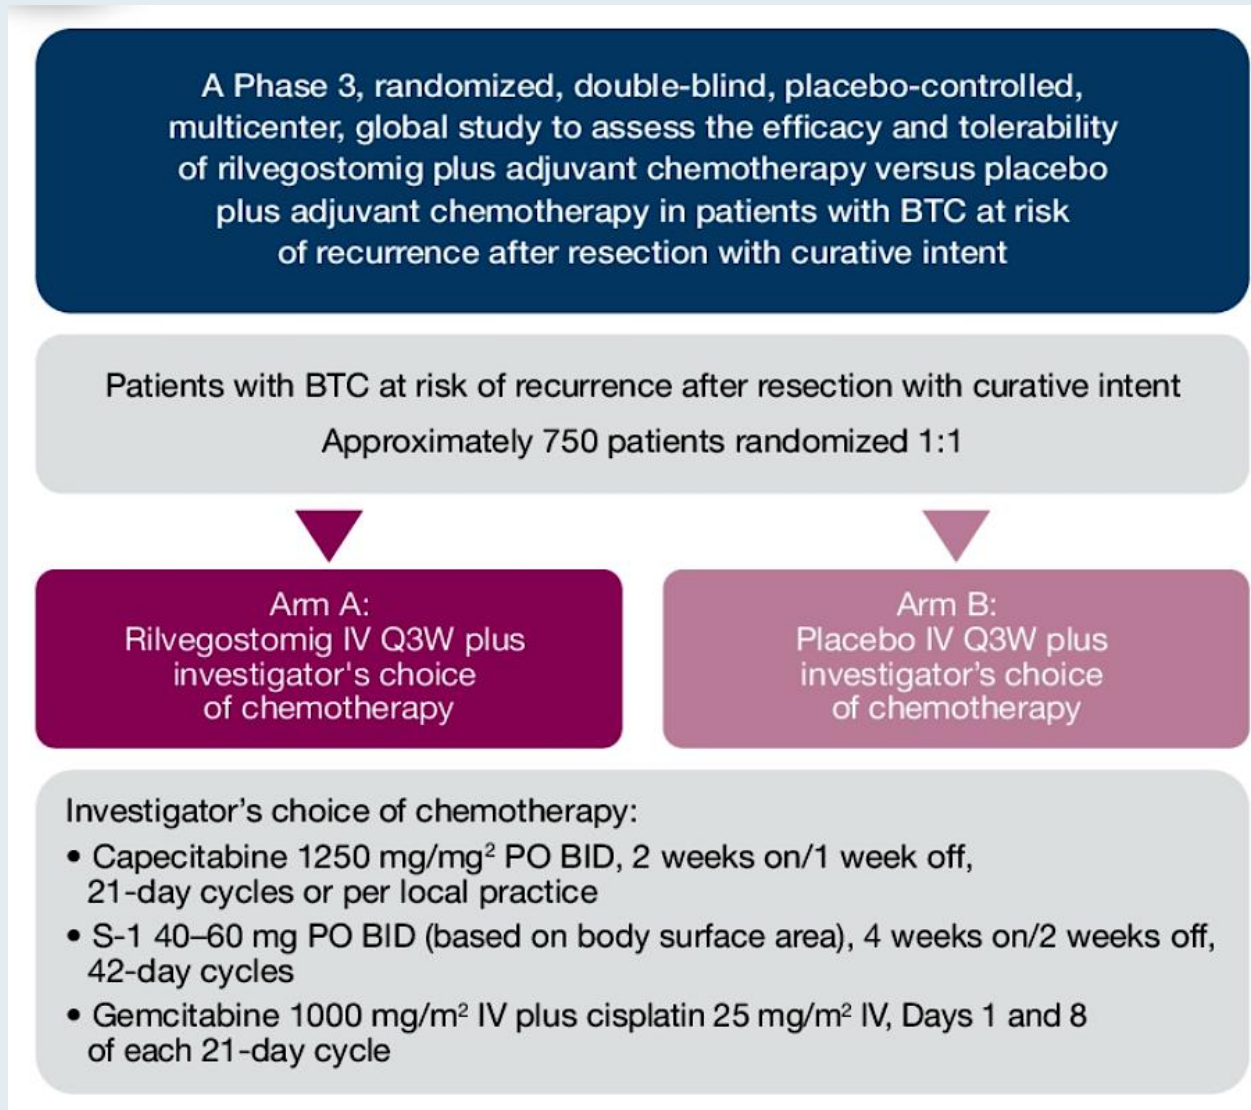 A Phase 3, randomized, double-blind, placebo-controlled,
multicenter, global study to assess the efficacy and tolerability
of rilvegostomig plus adjuvant chemotherapy versus placebo
plus adjuvant chemotherapy in patients with BTC at risk
of recurrence after resection with curative intent
Patients with BTC at risk of recurrence after resection with curative intent
Approximately 750 patients randomized 1:1
Arm A:
Rilvegostomig IV Q3W plus
investigator's choice
of chemotherapy
Arm B:
Placebo IV Q3W plus
investigator’s choice
of chemotherapy
Investigator’s choice of chemotherapy:
• Capecitabine 1250 mg/mg² PO BID, 2 weeks on/1 week off,
21-day cycles or per local practice
• S-1 40–60 mg PO BID (based on body surface area), 4 weeks on/2 weeks off,
42-day cycles
• Gemcitabine 1000 mg/m² IV plus cisplatin 25 mg/m² IV, Days 1 and 8
of each 21-day cycle